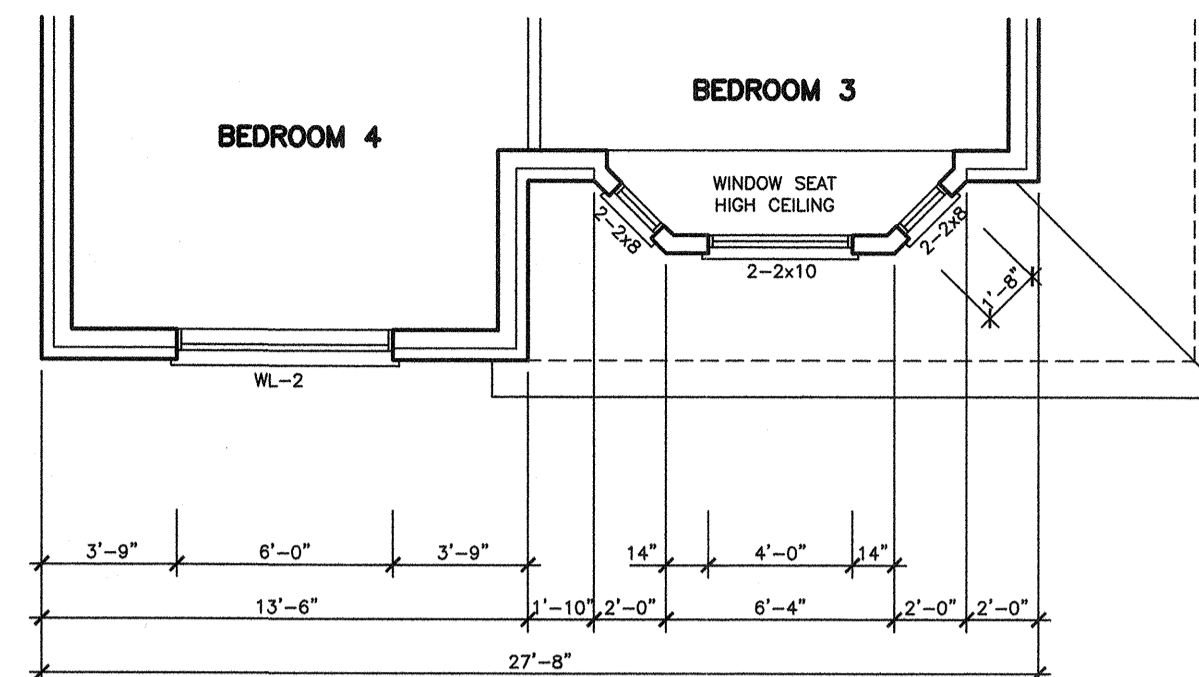 BEDROOM 3
BEDROOM 4
WINDOW SEAT
HIGH CEILING
2-2x8
2-2x8
2-2x10
1'-8"
WL-2
3'-9" 6'-0" 3'-9" 14" 4'-0" 14"
13'-6" 1'-10" 2'-0" 6'-4" 2'-0" 2'-0"
27'-8"